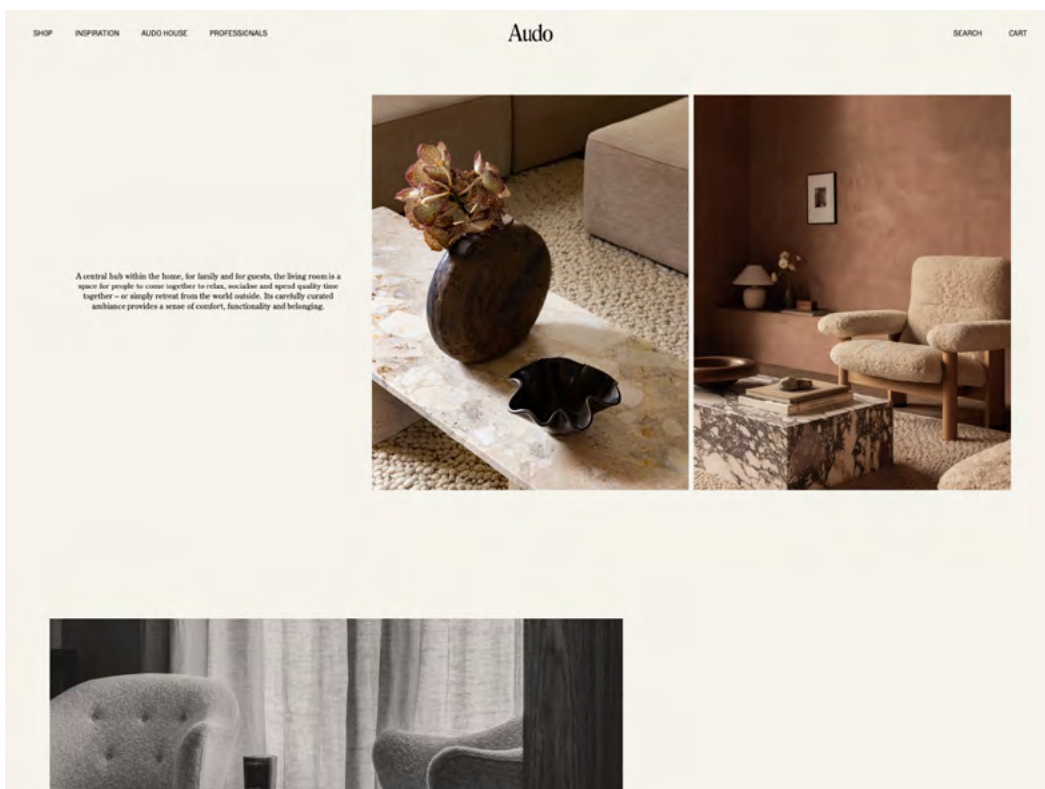 SHOP INSPIRATION AUDO HOUSE PROFESSIONALS Audo SEARCH CART
A central hub within the home, for family and for guests, the living room is a
space for people to come together to relax, socialise and spend quality time
together – or simply retreat from the world outside. Its carefully curated
ambiance provides a sense of comfort, functionality and belonging.